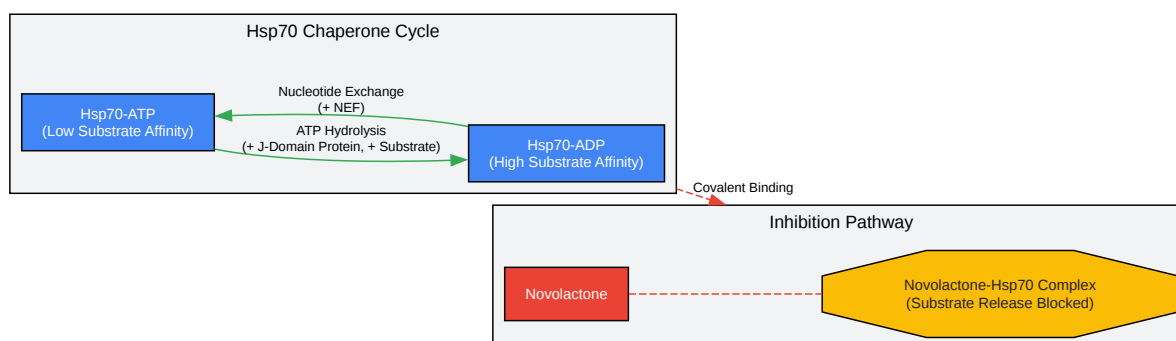 Hsp70 Chaperone Cycle
Nucleotide Exchange
(+ NEF)
Hsp70-ATP
(Low Substrate Affinity)
ATP Hydrolysis
(+ J-Domain Protein, + Substrate)
Hsp70-ADP
(High Substrate Affinity)
Covalent Binding
Inhibition Pathway
Novolactone
Novolactone-Hsp70 Complex
(Substrate Release Blocked)